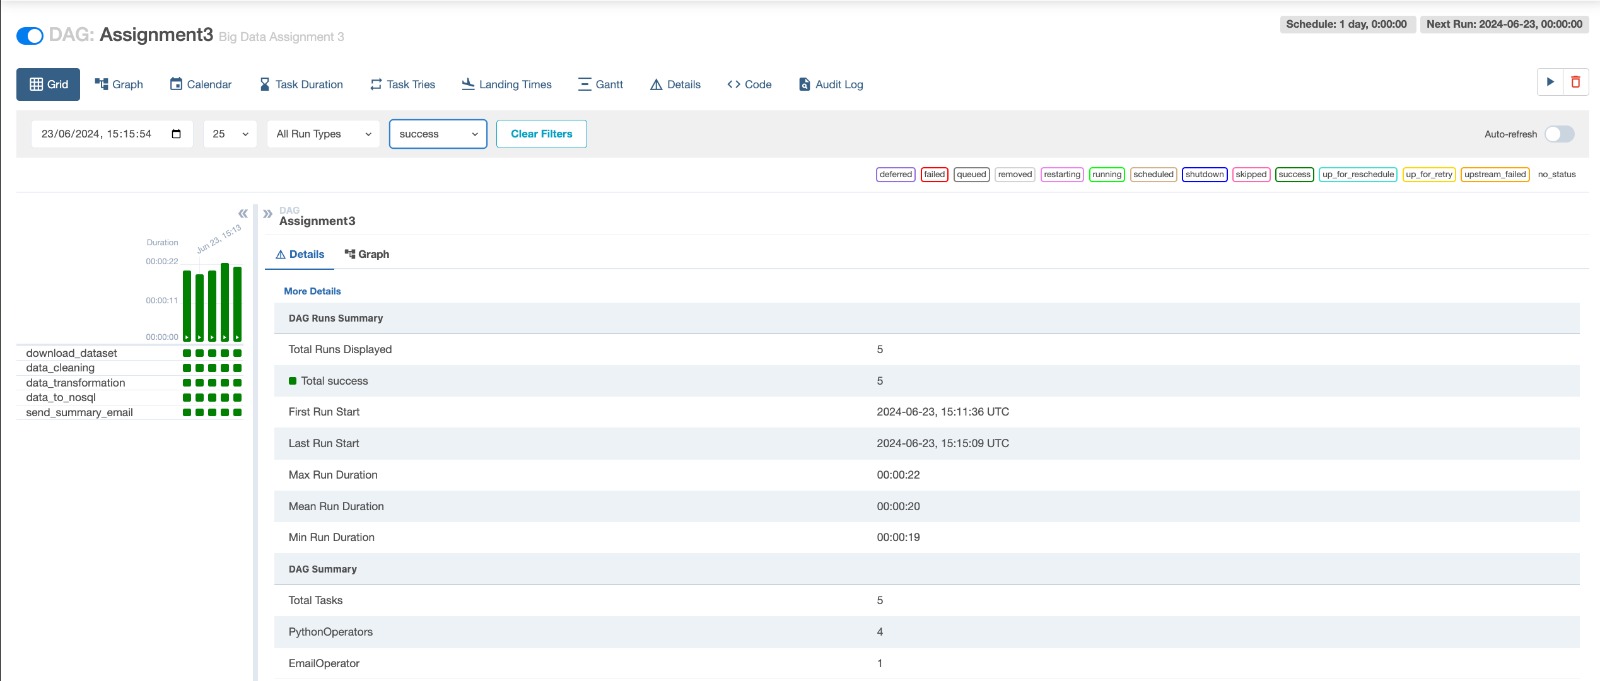 DAG: Assignment3 Big Data Assignment 3
Schedule: 1 day, 0:00:00 Next Run: 2024-06-23, 00:00:00
Grid Graph Calendar Task Duration Task Tries Landing Times Gantt Details Code Audit Log
23/06/2024, 15:15:54 25 All Run Types success Clear Filters
Auto-refresh
deferred failed queued removed restarting running scheduled shutdown skipped success up_for_reschedule up_for_retry upstream_failed no_status
Duration
Jun 23, 15:13
00:00:22
00:00:11
00:00:00
download_dataset
data_cleaning
data_transformation
data_to_nosql
send_summary_email
DAG
Assignment3
Details Graph
More Details
DAG Runs Summary
Total Runs Displayed 5
Total success 5
First Run Start 2024-06-23, 15:11:36 UTC
Last Run Start 2024-06-23, 15:15:09 UTC
Max Run Duration 00:00:22
Mean Run Duration 00:00:20
Min Run Duration 00:00:19
DAG Summary
Total Tasks 5
PythonOperators 4
EmailOperator 1